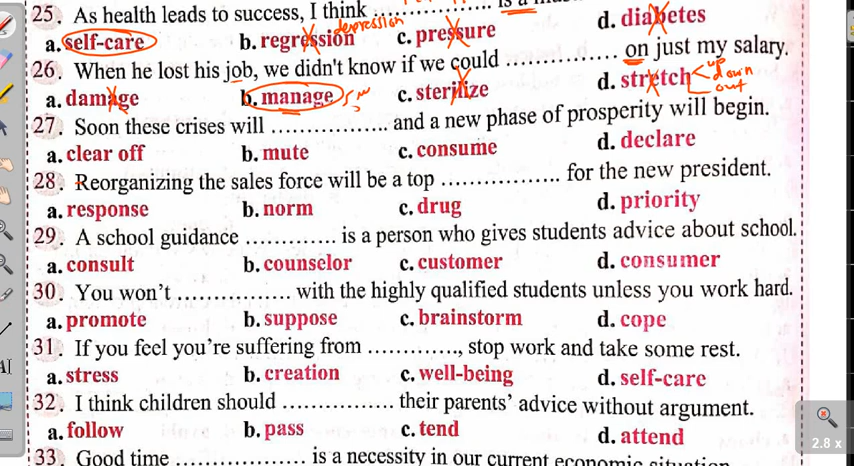 25. As health leads to success, I think .................... is a
depression
a. self-care b. regression c. pressure d. diabetes
26. When he lost his job, we didn't know if we could ................ on just my salary.
a. damage b. manage c. sterilize d. stretch up
down
out
27. Soon these crises will ................ and a new phase of prosperity will begin.
a. clear off b. mute c. consume d. declare
28. Reorganizing the sales force will be a top ................ for the new president.
a. response b. norm c. drug d. priority
29. A school guidance ............ is a person who gives students advice about school.
a. consult b. counselor c. customer d. consumer
30. You won't ................ with the highly qualified students unless you work hard.
a. promote b. suppose c. brainstorm d. cope
31. If you feel you're suffering from ............, stop work and take some rest.
a. stress b. creation c. well-being d. self-care
32. I think children should ................ their parents' advice without argument.
a. follow b. pass c. tend d. attend
33. Good time .................. is a necessity in our current economic situation
AI
2.8 x